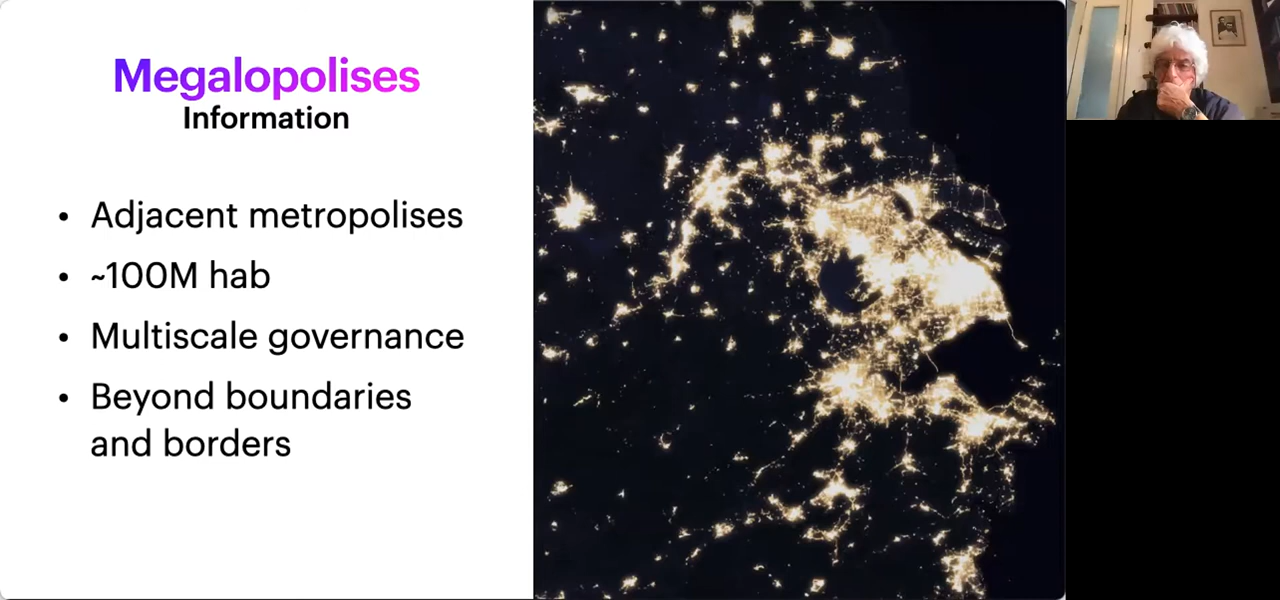 Megalopolises
Information
• Adjacent metropolises
• ~100M hab
• Multiscale governance
• Beyond boundaries
and borders